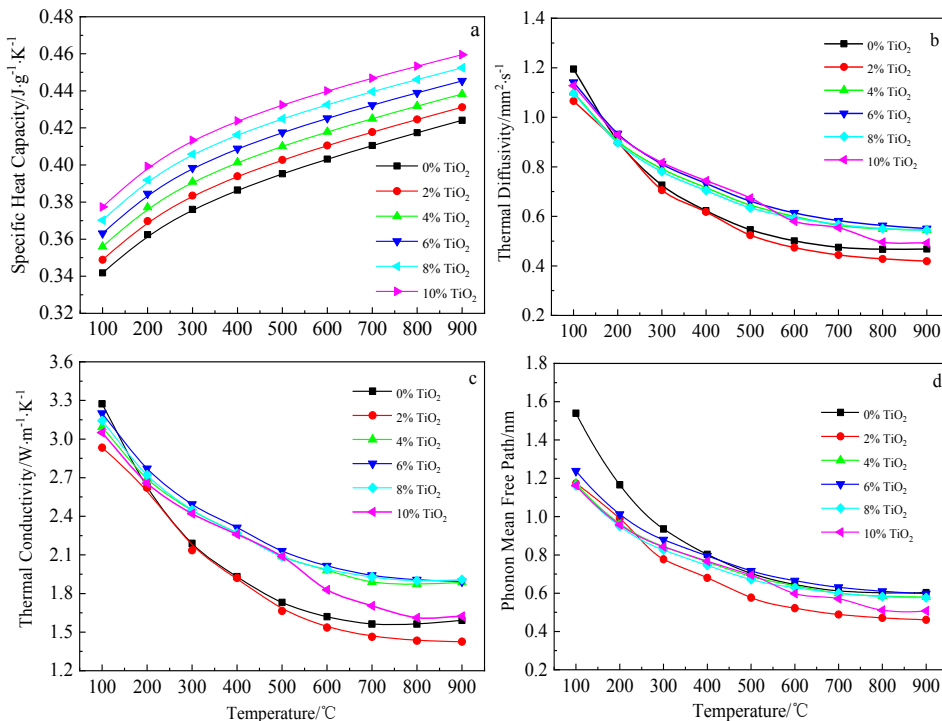 a
Specific Heat Capacity/J·g⁻¹·K⁻¹
0.48
0.46
0.44
0.42
0.40
0.38
0.36
0.34
0.32
0% TiO₂
2% TiO₂
4% TiO₂
6% TiO₂
8% TiO₂
10% TiO₂
100 200 300 400 500 600 700 800 900
b
Thermal Diffusivity/mm²·s⁻¹
1.4
1.2
1.0
0.8
0.6
0.4
0.2
0% TiO₂
2% TiO₂
4% TiO₂
6% TiO₂
8% TiO₂
10% TiO₂
100 200 300 400 500 600 700 800 900
c
Thermal Conductivity/W·m⁻¹·K⁻¹
3.6
3.3
3.0
2.7
2.4
2.1
1.8
1.5
1.2
0% TiO₂
2% TiO₂
4% TiO₂
6% TiO₂
8% TiO₂
10% TiO₂
100 200 300 400 500 600 700 800 900
Temperature/℃
d
Phonon Mean Free Path/nm
1.8
1.6
1.4
1.2
1.0
0.8
0.6
0.4
0.2
0% TiO₂
2% TiO₂
4% TiO₂
6% TiO₂
8% TiO₂
10% TiO₂
100 200 300 400 500 600 700 800 900
Temperature/℃